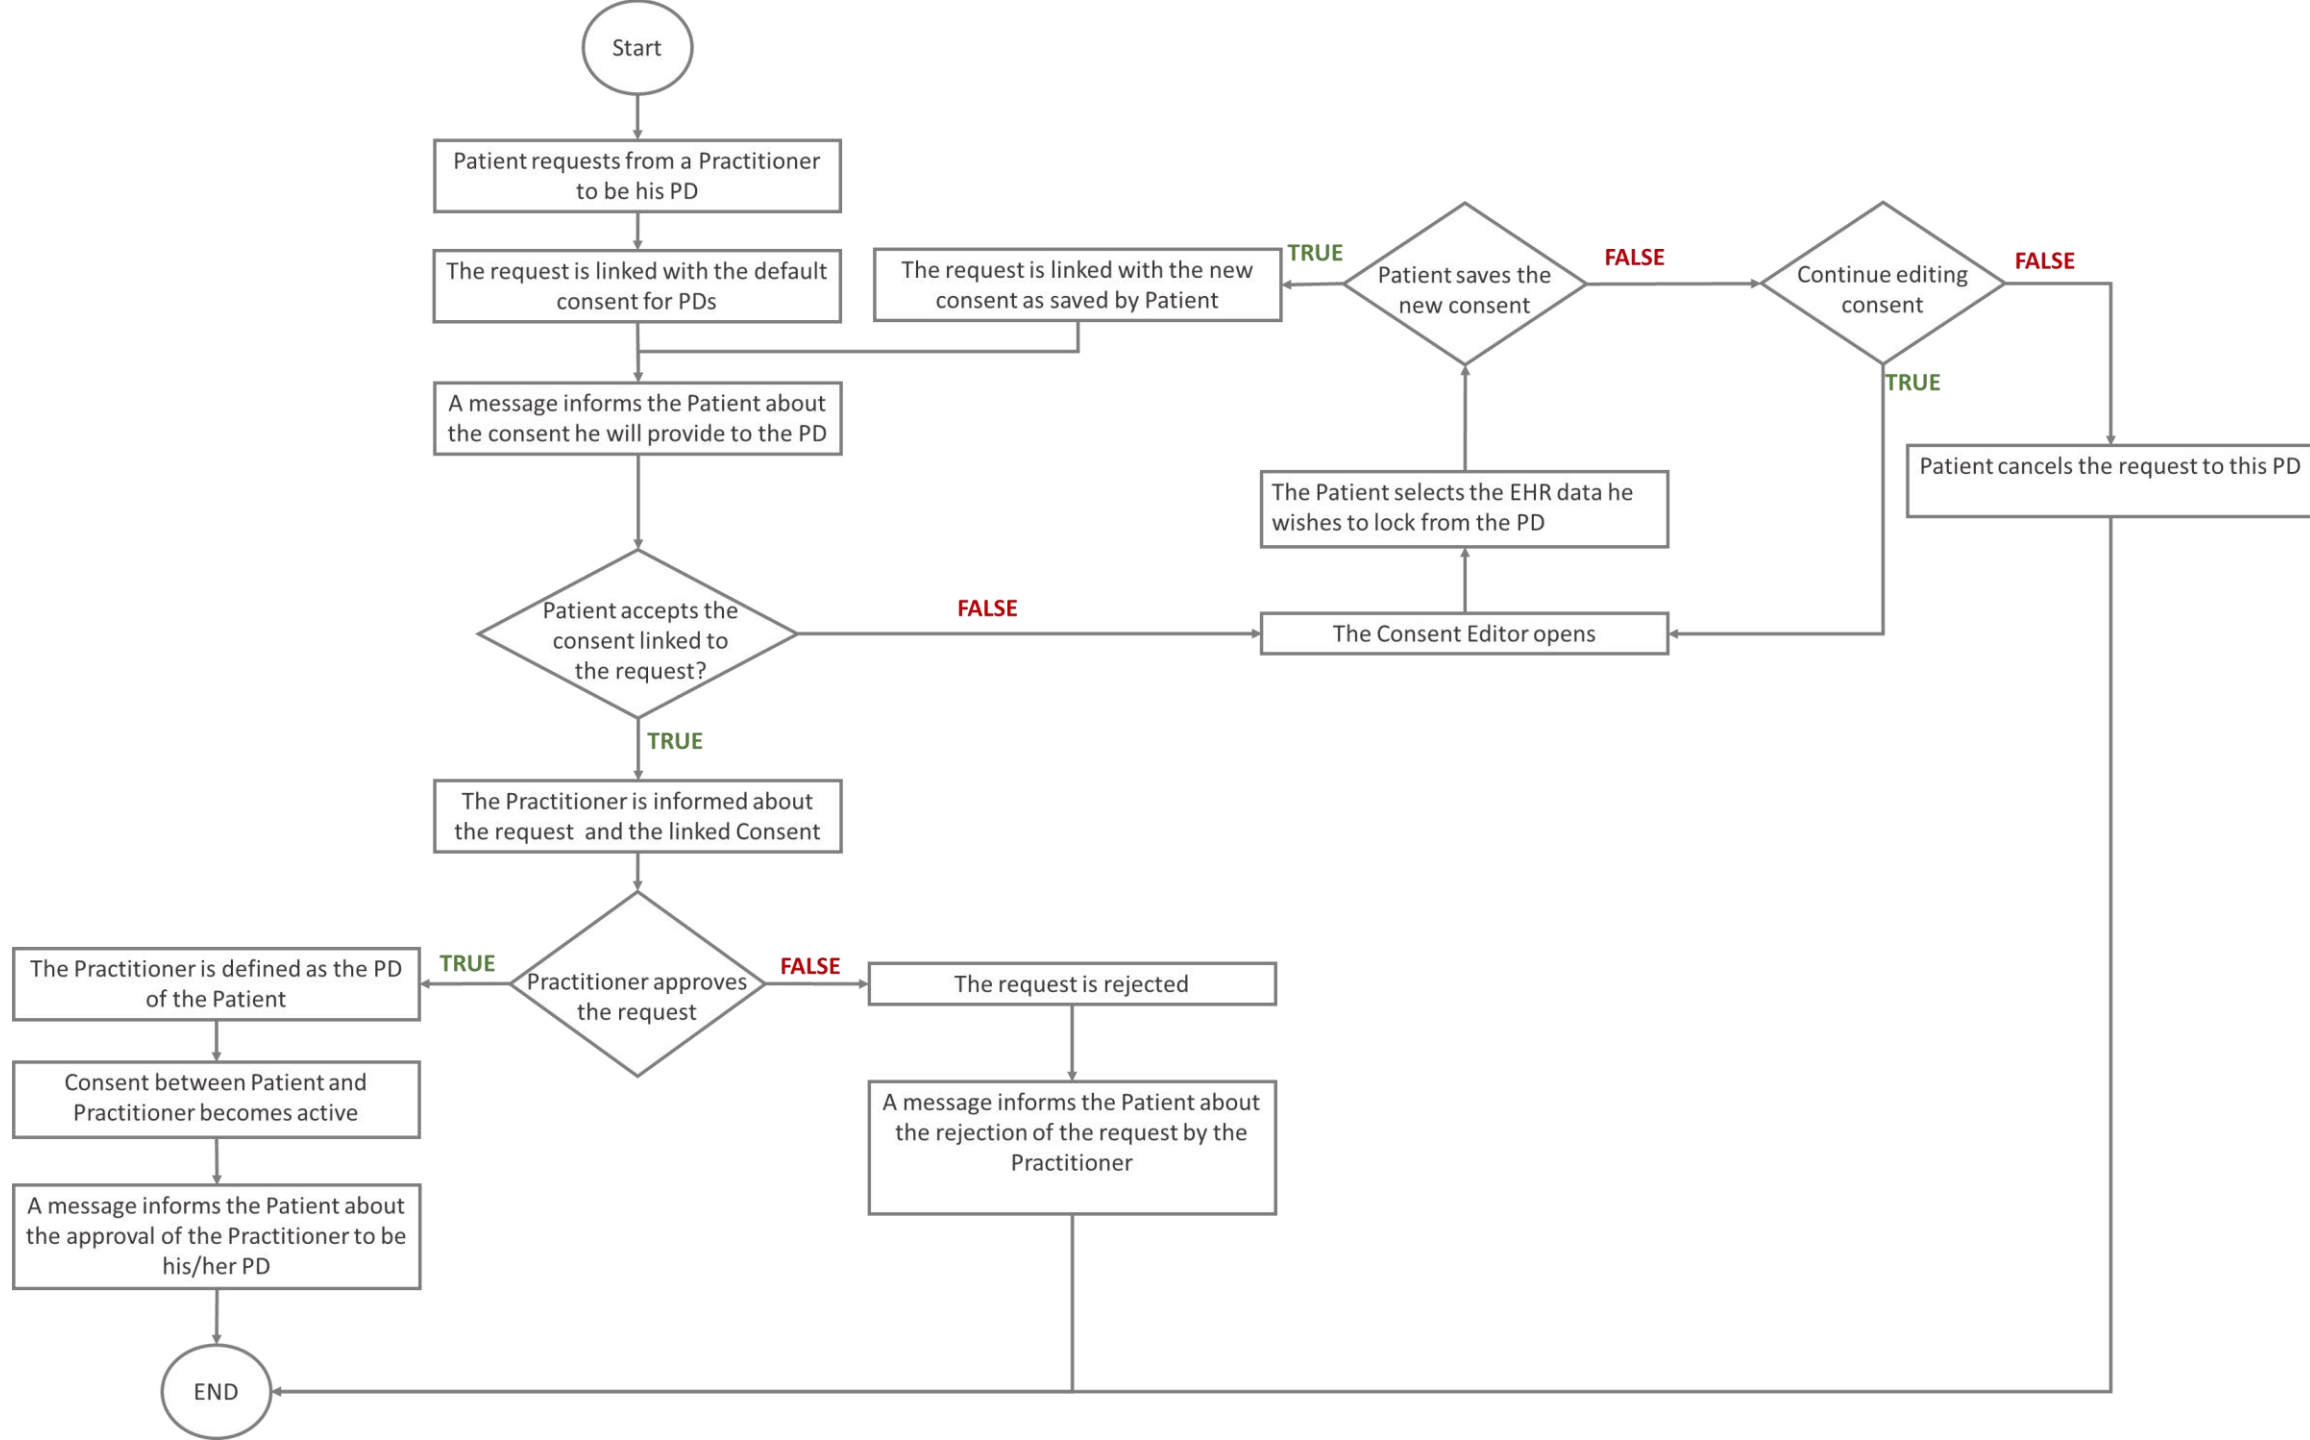 Start
Patient requests from a Practitioner
to be his PD
The request is linked with the default
consent for PDs
The request is linked with the new
consent as saved by Patient
TRUE
Patient saves the
new consent
FALSE
Continue editing
consent
FALSE
TRUE
A message informs the Patient about
the consent he will provide to the PD
Patient cancels the request to this PD
The Patient selects the EHR data he
wishes to lock from the PD
Patient accepts the
consent linked to
the request?
FALSE
The Consent Editor opens
TRUE
The Practitioner is informed about
the request and the linked Consent
The Practitioner is defined as the PD
of the Patient
TRUE
Practitioner approves
the request
FALSE
The request is rejected
Consent between Patient and
Practitioner becomes active
A message informs the Patient about
the rejection of the request by the
Practitioner
A message informs the Patient about
the approval of the Practitioner to be
his/her PD
END